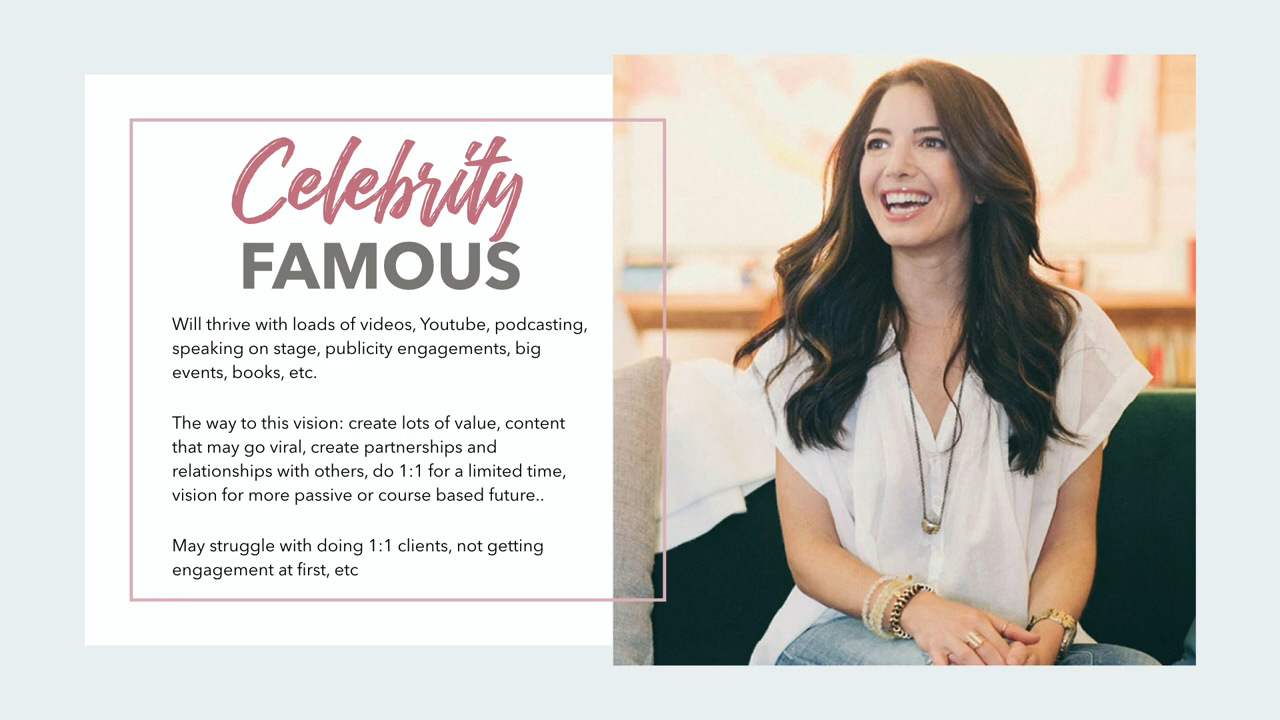 Celebrity
FAMOUS
Will thrive with loads of videos, Youtube, podcasting,
speaking on stage, publicity engagements, big
events, books, etc.
The way to this vision: create lots of value, content
that may go viral, create partnerships and
relationships with others, do 1:1 for a limited time,
vision for more passive or course based future..
May struggle with doing 1:1 clients, not getting
engagement at first, etc